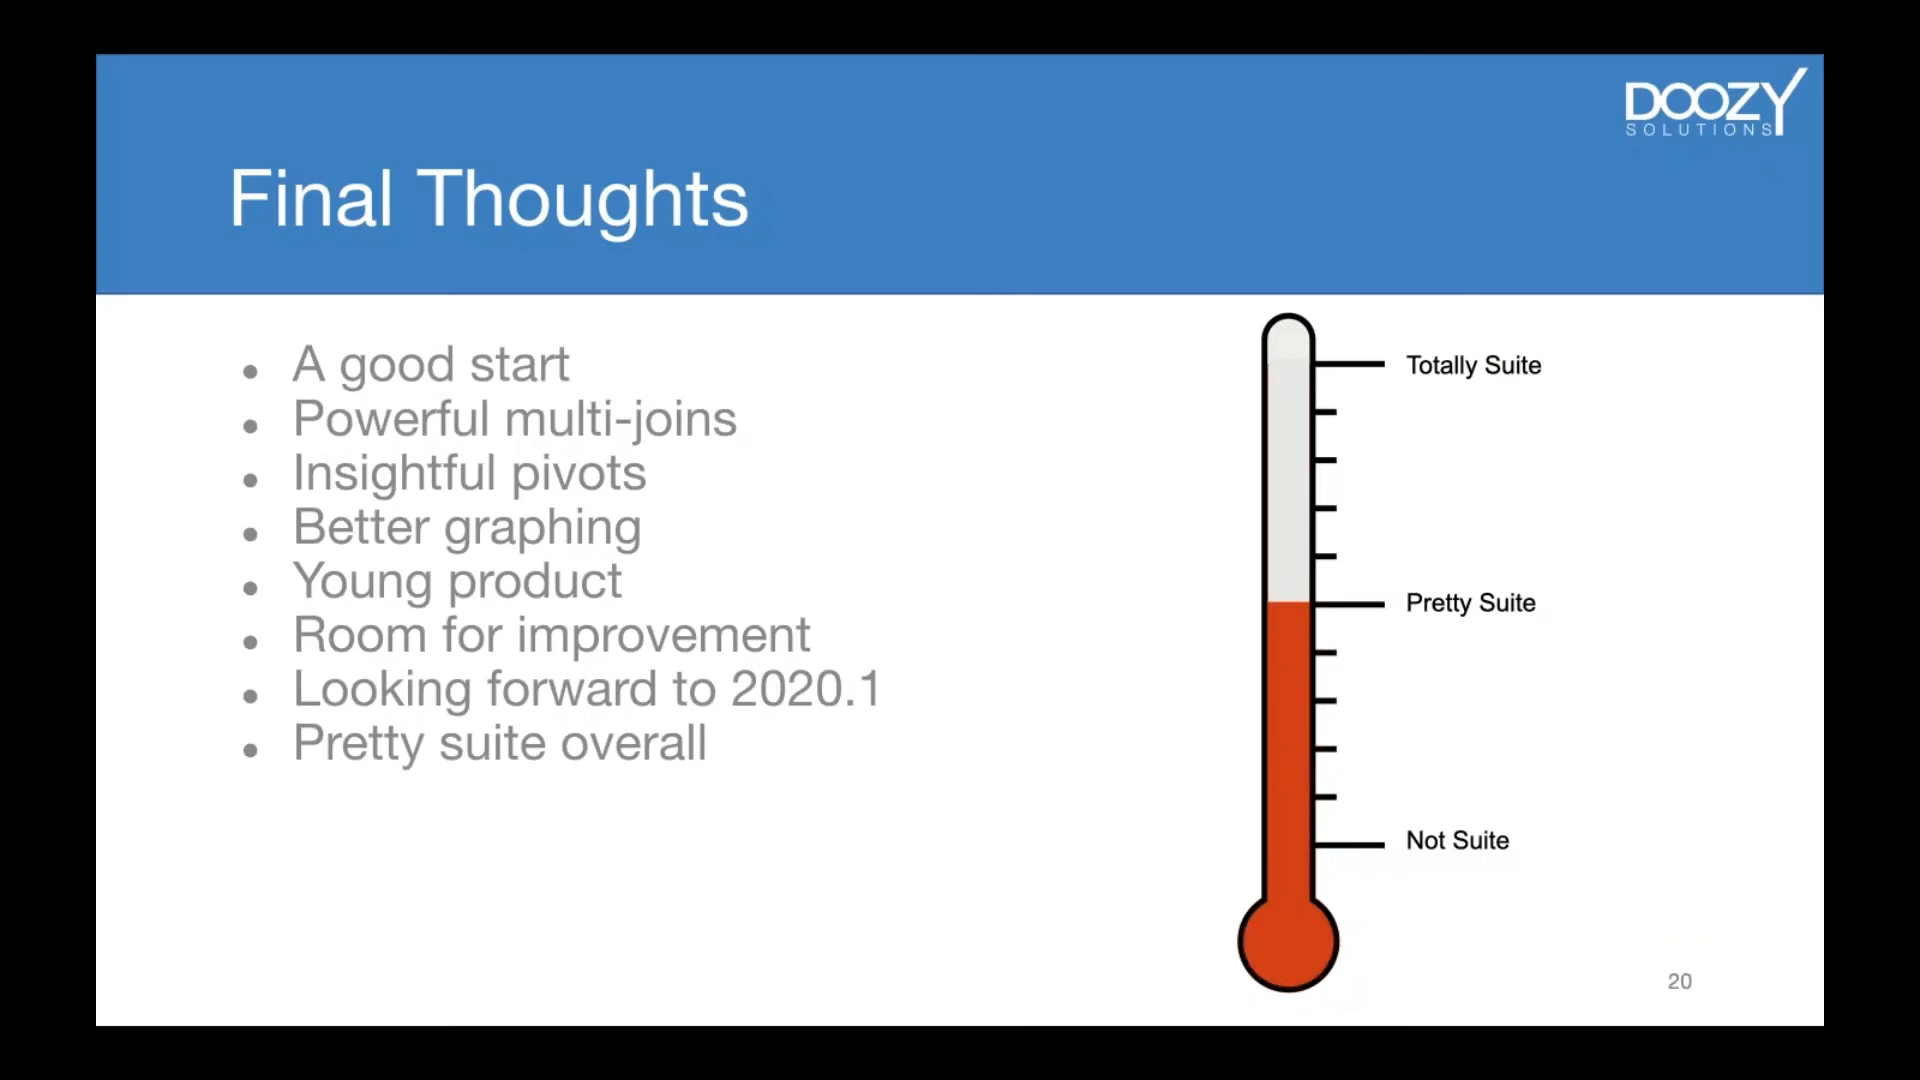 DOOZY
SOLUTIONS
Final Thoughts
• A good start
• Powerful multi-joins
• Insightful pivots
• Better graphing
• Young product
• Room for improvement
• Looking forward to 2020.1
• Pretty suite overall
Totally Suite
Pretty Suite
Not Suite
20